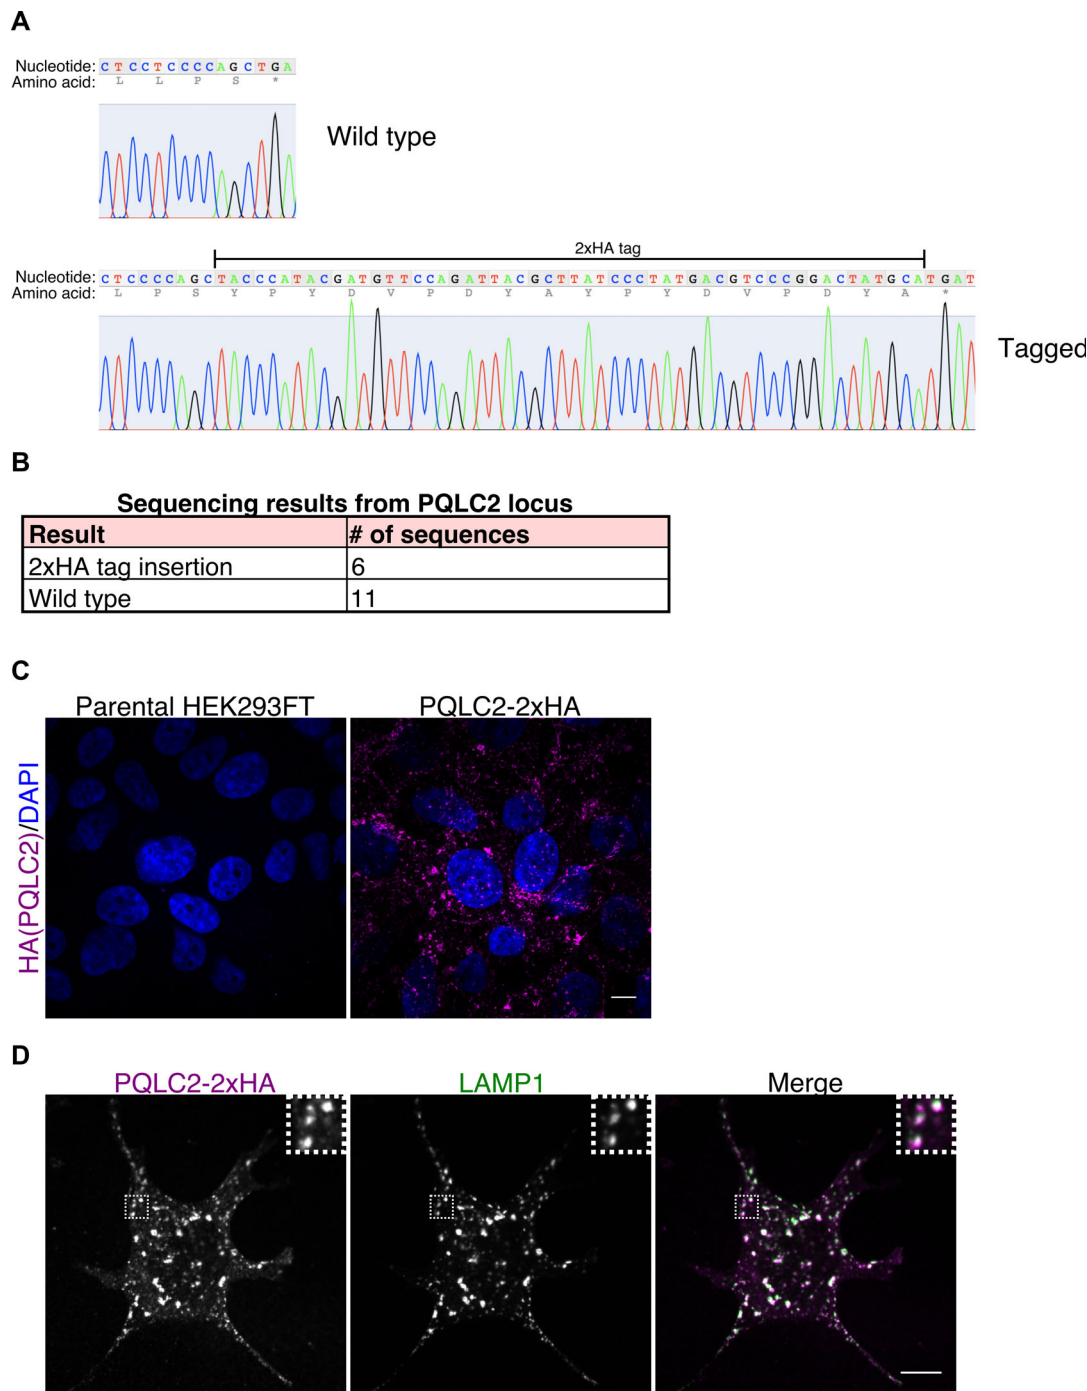 A
Nucleotide: CTCCTCCCCAGCTGA
Amino acid: L L P S *
Wild type
2xHA tag
Nucleotide: CTCCCCAGCTACCCATACGATGTTCCAGATTACGCTTATCCCTATGACGTCCCGGACTATGCATGAT
Amino acid: L P S Y P Y D V P D Y A Y P Y D V P D Y A *
Tagged
B
Sequencing results from PQLC2 locus
Result # of sequences
2xHA tag insertion 6
Wild type 11
C
Parental HEK293FT PQLC2-2xHA
HA(PQLC2)/DAPI
D
PQLC2-2xHA LAMP1 Merge